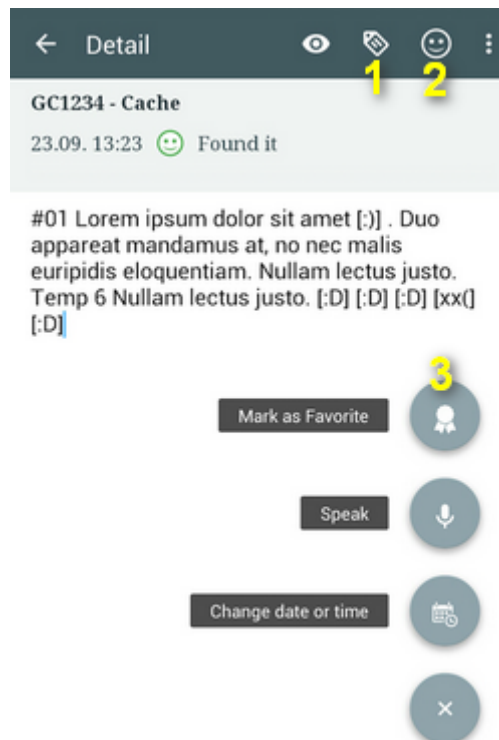 Detail
1 2
GC1234 - Cache
23.09. 13:23 Found it
#01 Lorem ipsum dolor sit amet [:)] . Duo
appareat mandamus at, no nec malis
euripidis eloquentiam. Nullam lectus justo.
Temp 6 Nullam lectus justo. [:D] [:D] [:D] [xx(]
[:D]
3
Mark as Favorite
Speak
Change date or time